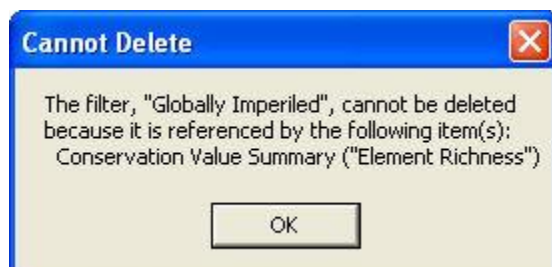 Cannot Delete
The filter, "Globally Imperiled", cannot be deleted
because it is referenced by the following item(s):
Conservation Value Summary ("Element Richness")
OK